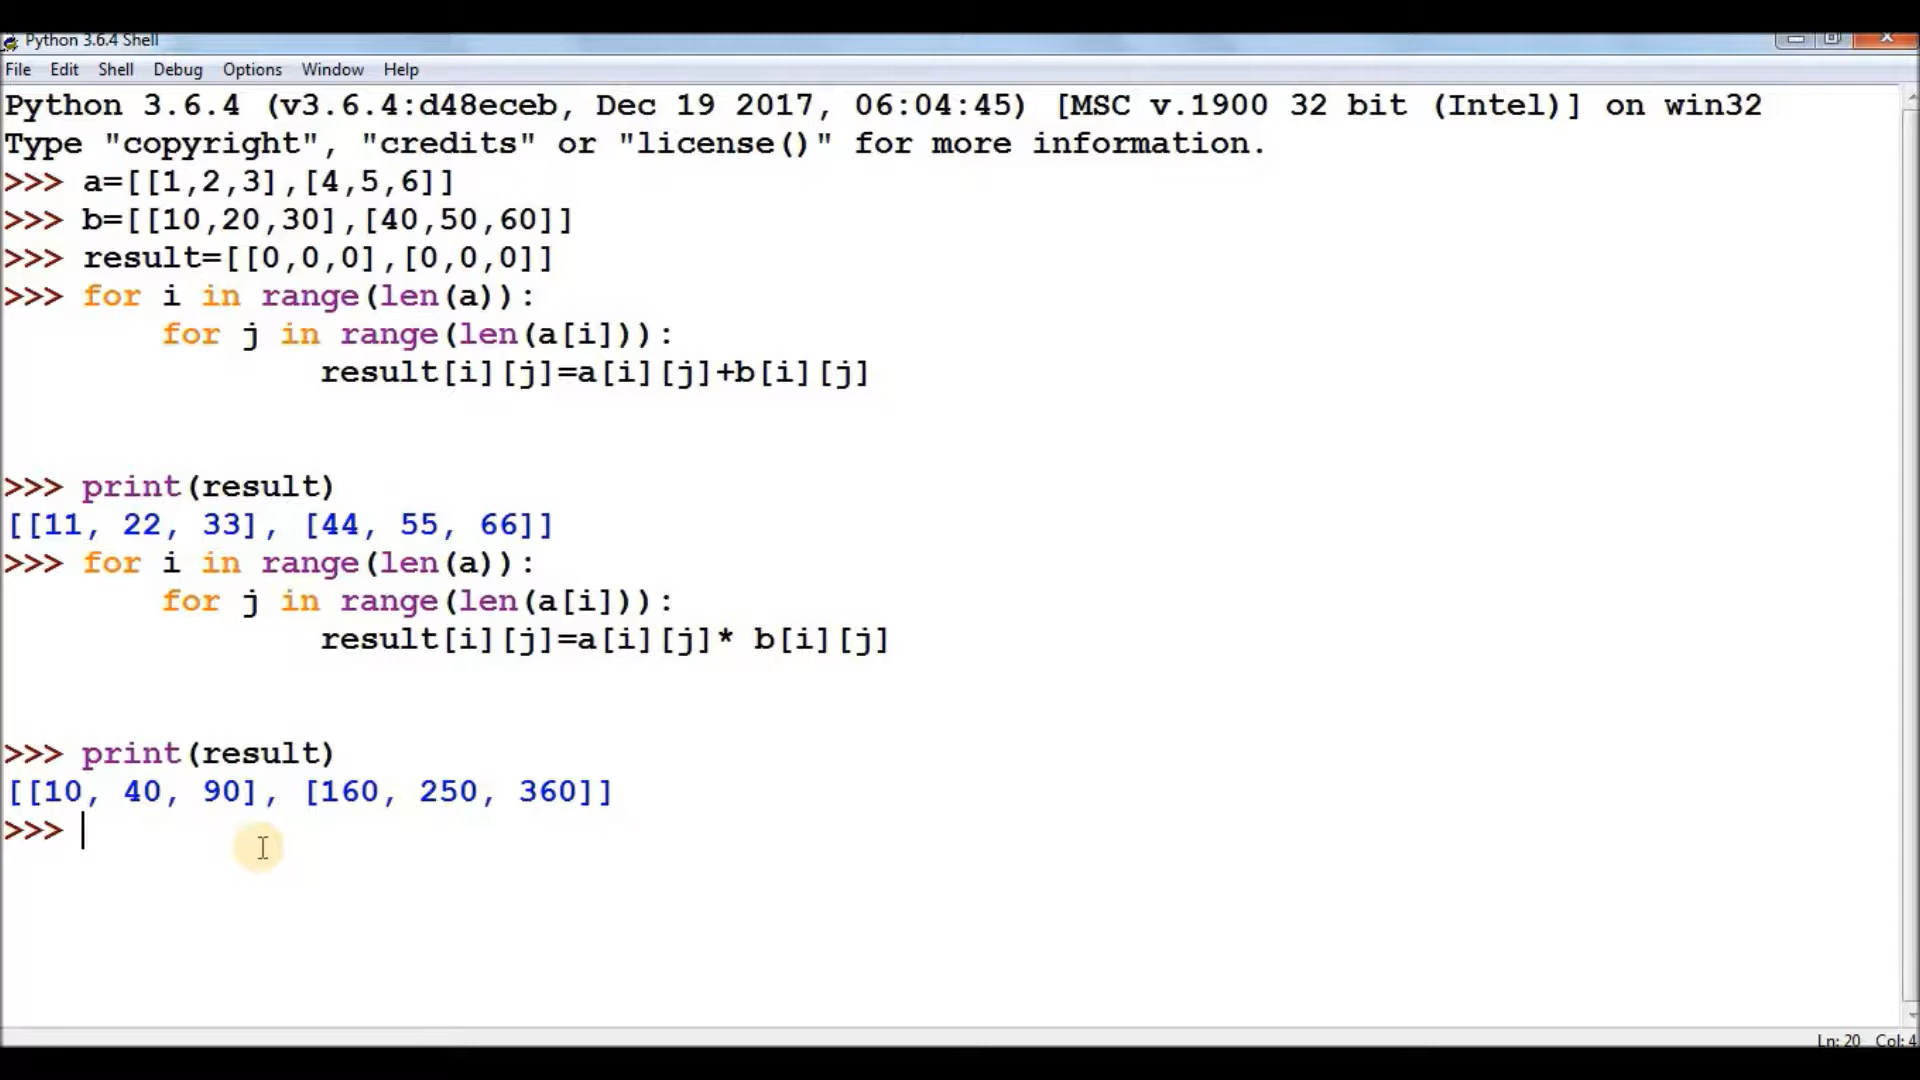 Python 3.6.4 Shell
File Edit Shell Debug Options Window Help
Python 3.6.4 (v3.6.4:d48eceb, Dec 19 2017, 06:04:45) [MSC v.1900 32 bit (Intel)] on win32
Type "copyright", "credits" or "license()" for more information.
>>> a=[[1,2,3],[4,5,6]]
>>> b=[[10,20,30],[40,50,60]]
>>> result=[[0,0,0],[0,0,0]]
>>> for i in range(len(a)):
for j in range(len(a[i])):
result[i][j]=a[i][j]+b[i][j]
>>> print(result)
[[11, 22, 33], [44, 55, 66]]
>>> for i in range(len(a)):
for j in range(len(a[i])):
result[i][j]=a[i][j]* b[i][j]
>>> print(result)
[[10, 40, 90], [160, 250, 360]]
>>>
Ln: 20 Col: 4